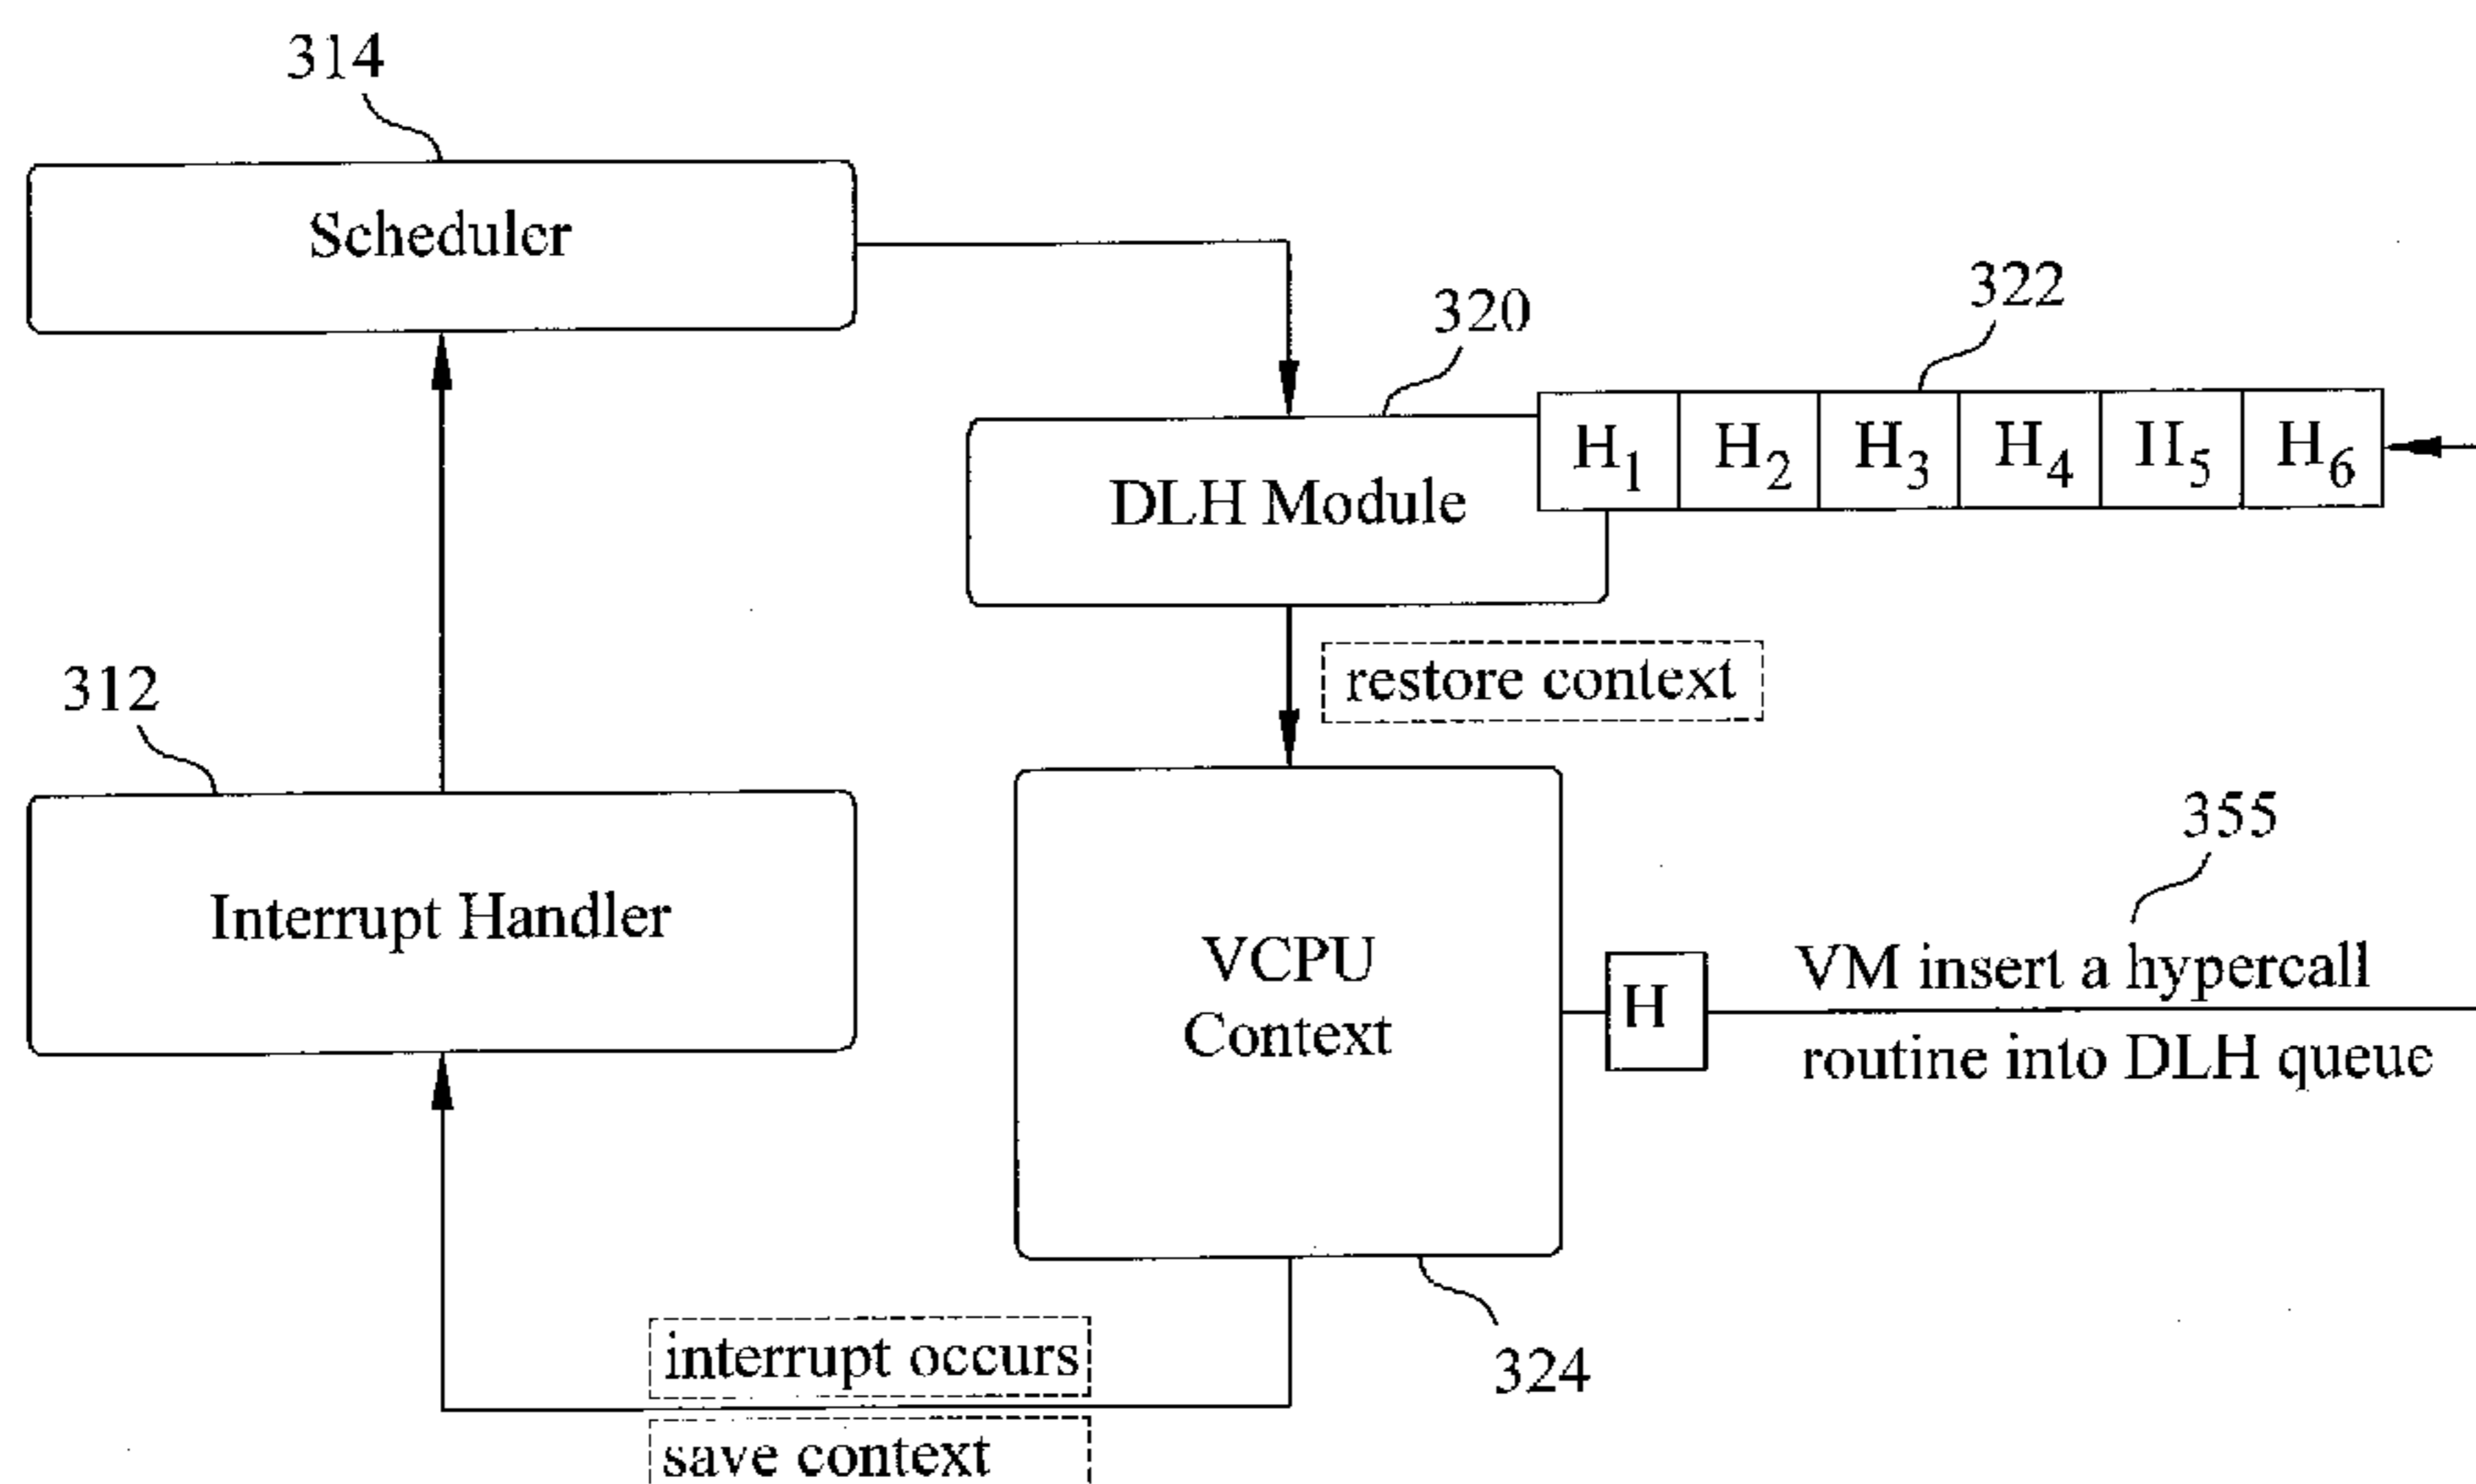 314
Scheduler
320
322
DLH Module
H1 H2 H3 H4 H5 H6
restore context
312
Interrupt Handler
VCPU
Context
H
355
VM insert a hypercall
routine into DLH queue
324
interrupt occurs
save context